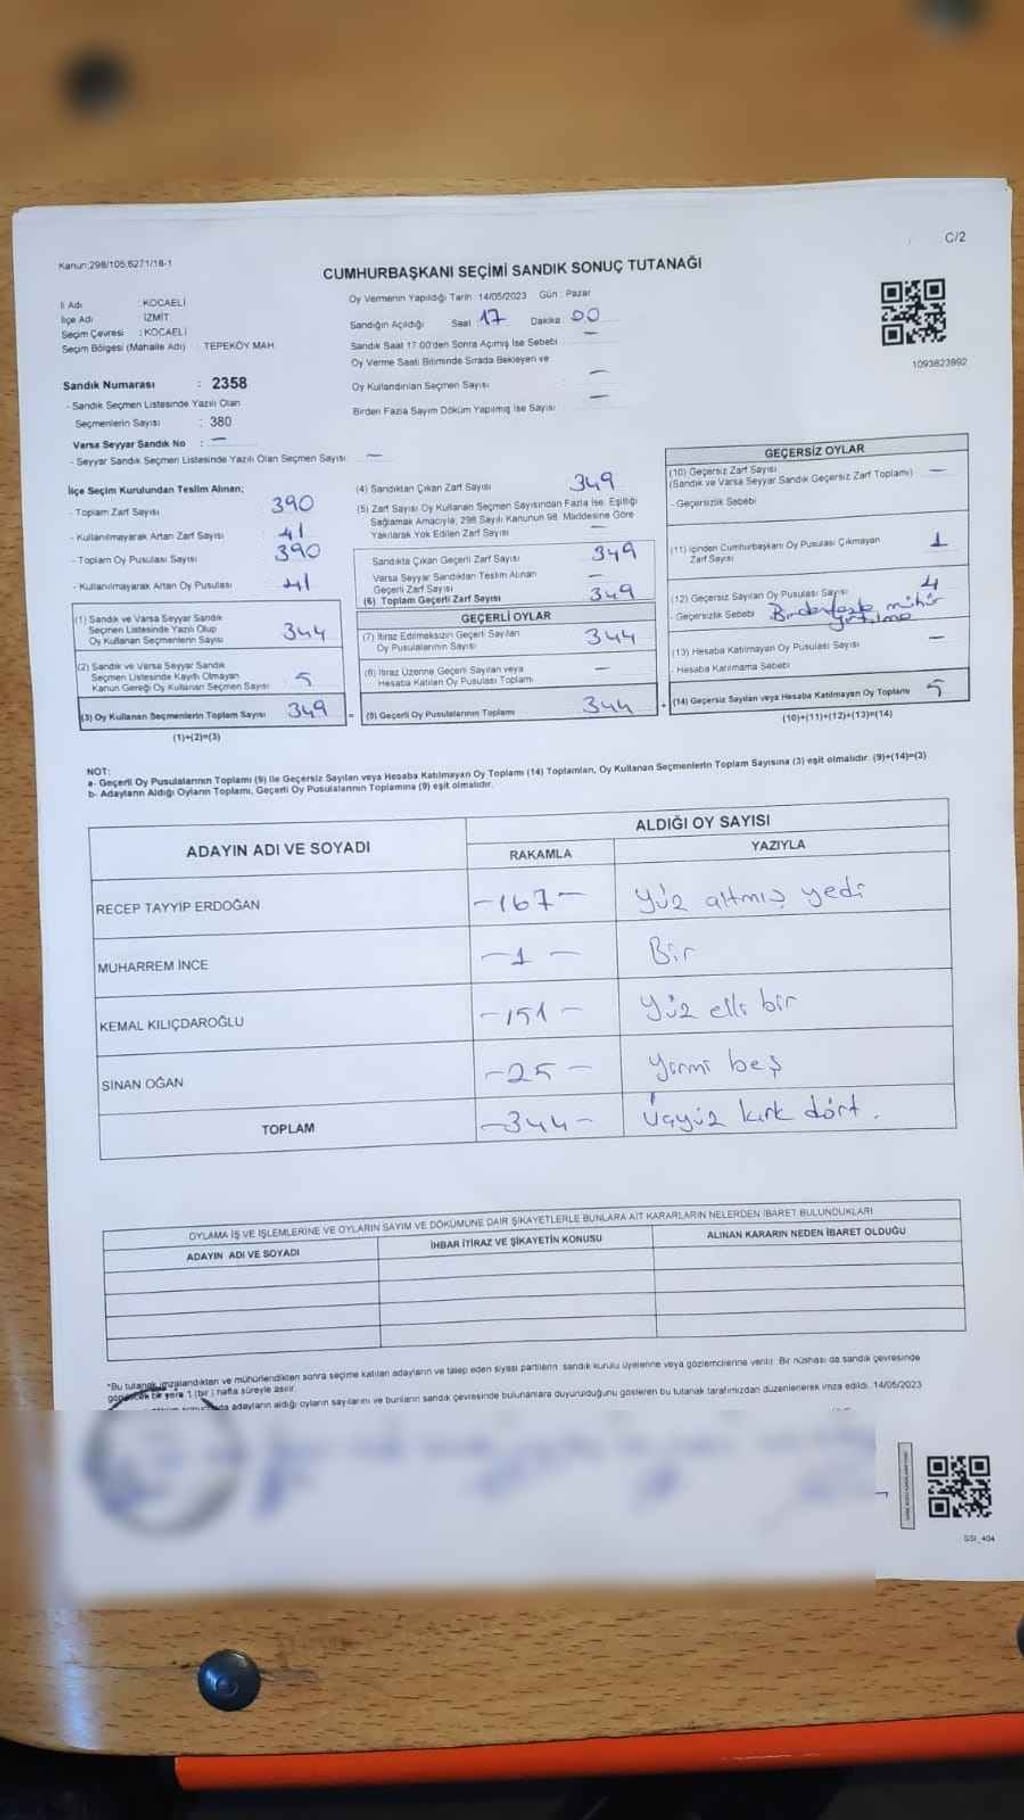 C/2
Kanun:298/105,6271/18-1
CUMHURBAŞKANI SEÇİMİ SANDIK SONUÇ TUTANAĞI
İl Adı : KOCAELİ
İlçe Adı : İZMİT
Seçim Çevresi : KOCAELİ
Seçim Bölgesi (Mahalle Adı) TEPEKÖY MAH.
Sandık Numarası : 2358
- Sandık Seçmen Listesinde Yazılı Olan
Seçmenlerin Sayısı : 380
Varsa Seyyar Sandık No : —
- Seyyar Sandık Seçmen Listesinde Yazılı Olan Seçmen Sayısı —
Oy Vermenin Yapıldığı Tarih : 14/05/2023 Gün : Pazar
Sandığın Açıldığı Saat 17 Dakika 00
Sandık Saat 17:00'den Sonra Açılmış İse Sebebi —
Oy Verme Saati Bitiminde Sırada Bekleyen ve
Oy Kullandırılan Seçmen Sayısı : —
Birden Fazla Sayım Döküm Yapılmış İse Sayısı —
1093623992
İlçe Seçim Kurulundan Teslim Alınan;
- Toplam Zarf Sayısı 390
- Kullanılmayarak Artan Zarf Sayısı 41
- Toplam Oy Pusulası Sayısı 390
- Kullanılmayarak Artan Oy Pusulası 41
(1) Sandık ve Varsa Seyyar Sandık
Seçmen Listesinde Yazılı Olup
Oy Kullanan Seçmenlerin Sayısı 344
(2) Sandık ve Varsa Seyyar Sandık
Seçmen Listesinde Kayıtlı Olmayan
Kanun Gereği Oy Kullanan Seçmen Sayısı 5
(3) Oy Kullanan Seçmenlerin Toplam Sayısı 349
(1)+(2)=(3)
(4) Sandıktan Çıkan Zarf Sayısı 349
(5) Zarf Sayısı Oy Kullanan Seçmen Sayısından Fazla İse; Eşitliği
Sağlamak Amacıyla, 298 Sayılı Kanunun 98. Maddesine Göre
Yakılarak Yok Edilen Zarf Sayısı —
Sandıkta Çıkan Geçerli Zarf Sayısı 349
Varsa Seyyar Sandıktan Teslim Alınan
Geçerli Zarf Sayısı —
(6) Toplam Geçerli Zarf Sayısı 349
GEÇERLİ OYLAR
(7) İtiraz Edilmeksizin Geçerli Sayılan
Oy Pusulalarının Sayısı 344
(8) İtiraz Üzerine Geçerli Sayılan veya
Hesaba Katılan Oy Pusulası Toplamı —
= (9) Geçerli Oy Pusulalarının Toplamı 344
GEÇERSİZ OYLAR
(10) Geçersiz Zarf Sayısı
(Sandık ve Varsa Seyyar Sandık Geçersiz Zarf Toplamı) —
- Geçersizlik Sebebi
(11) İçinden Cumhurbaşkanı Oy Pusulası Çıkmayan
Zarf Sayısı 1
(12) Geçersiz Sayılan Oy Pusulası Sayısı 4
- Geçersizlik Sebebi Birden fazla mühür
yırtılma
(13) Hesaba Katılmayan Oy Pusulası Sayısı —
- Hesaba Katılmama Sebebi
+ (14) Geçersiz Sayılan veya Hesaba Katılmayan Oy Toplamı 5
(10)+(11)+(12)+(13)=(14)
NOT:
a- Geçerli Oy Pusulalarının Toplamı (9) ile Geçersiz Sayılan veya Hesaba Katılmayan Oy Toplamı (14) Toplamları, Oy Kullanan Seçmenlerin Toplam Sayısına (3) eşit olmalıdır. (9)+(14)=(3)
b- Adayların Aldığı Oyların Toplamı, Geçerli Oy Pusulalarının Toplamına (9) eşit olmalıdır.
ADAYIN ADI VE SOYADI
ALDIĞI OY SAYISI
RAKAMLA YAZIYLA
RECEP TAYYİP ERDOĞAN -167- Yüz altmış yedi
MUHARREM İNCE -1- Bir
KEMAL KILIÇDAROĞLU -151- Yüz elli bir
SİNAN OĞAN -25- Yirmi beş
TOPLAM -344- Üçyüz kırk dört.
OYLAMA İŞ VE İŞLEMLERİNE VE OYLARIN SAYIM VE DÖKÜMÜNE DAİR ŞİKAYETLERLE BUNLARA AİT KARARLARIN NELERDEN İBARET BULUNDUKLARI
ADAYIN ADI VE SOYADI İHBAR İTİRAZ VE ŞİKAYETİN KONUSU ALINAN KARARIN NEDEN İBARET OLDUĞU
*Bu tutanak imzalandıktan ve mühürlendikten sonra seçime katılan adayların ve talep eden siyasi partilerin sandık kurulu üyelerine veya gözlemcilerine verilir. Bir nüshası da sandık çevresinde
görülecek bir yere 1 (bir) hafta süreyle asılır.
adayların aldığı oyların sayılarını ve bunların sandık çevresinde bulunanlara duyurulduğunu gösteren bu tutanak tarafımızdan düzenlenerek imza edildi. 14/05/2023
GSI_404